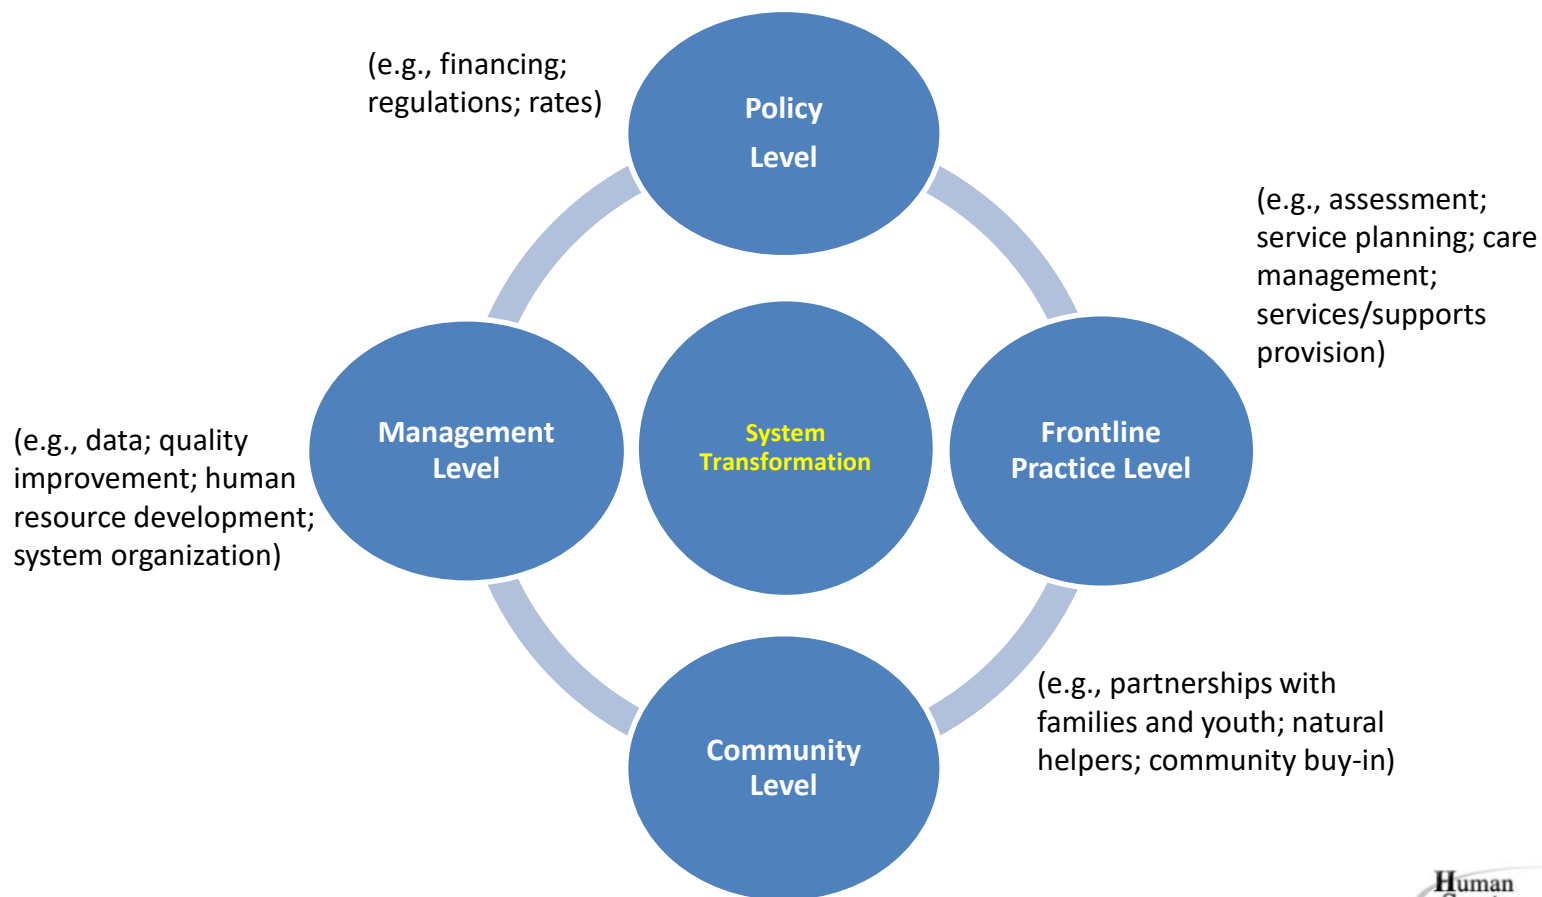 (e.g., financing;
regulations; rates)
Policy
Level
(e.g., assessment;
service planning; care
management;
services/supports
provision)
Management
Level
System
Transformation
Frontline
Practice Level
(e.g., data; quality
improvement; human
resource development;
system organization)
(e.g., partnerships with
families and youth; natural
helpers; community buy-in)
Community
Level
Human